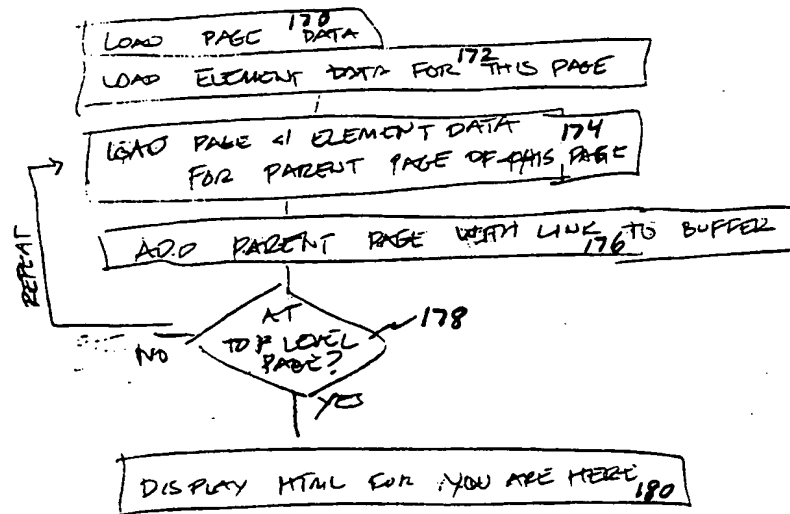 LOAD PAGE DATA 170
LOAD ELEMENT DATA FOR 172 THIS PAGE
LOAD PAGE & ELEMENT DATA 174
FOR PARENT PAGE OF THIS PAGE
ADD PARENT PAGE WITH LINK 176 TO BUFFER
REPEAT
AT
TOP LEVEL
PAGE?
178
NO
YES
DISPLAY HTML FOR YOU ARE HERE 180